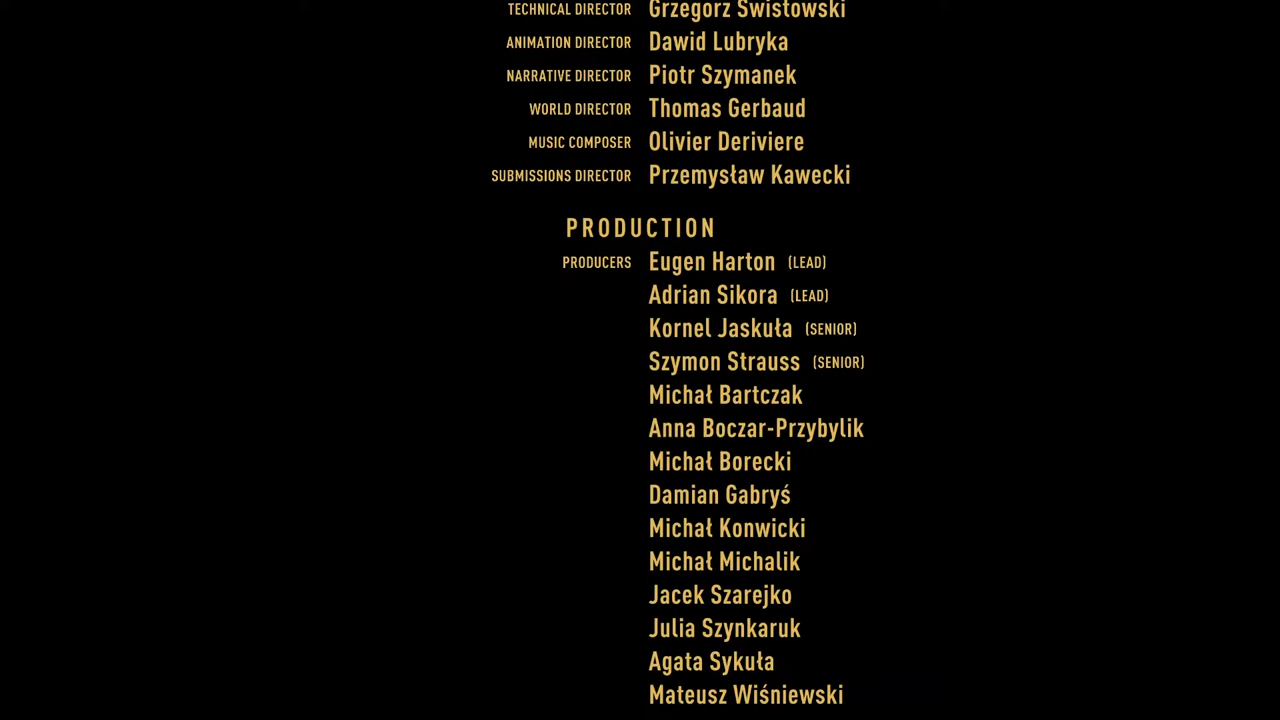 TECHNICAL DIRECTOR Grzegorz Świstowski
ANIMATION DIRECTOR Dawid Lubryka
NARRATIVE DIRECTOR Piotr Szymanek
WORLD DIRECTOR Thomas Gerbaud
MUSIC COMPOSER Olivier Deriviere
SUBMISSIONS DIRECTOR Przemysław Kawecki
PRODUCTION
PRODUCERS Eugen Harton (LEAD)
Adrian Sikora (LEAD)
Kornel Jaskuła (SENIOR)
Szymon Strauss (SENIOR)
Michał Bartczak
Anna Boczar-Przybylik
Michał Borecki
Damian Gabryś
Michał Konwicki
Michał Michalik
Jacek Szarejko
Julia Szynkaruk
Agata Sykuła
Mateusz Wiśniewski